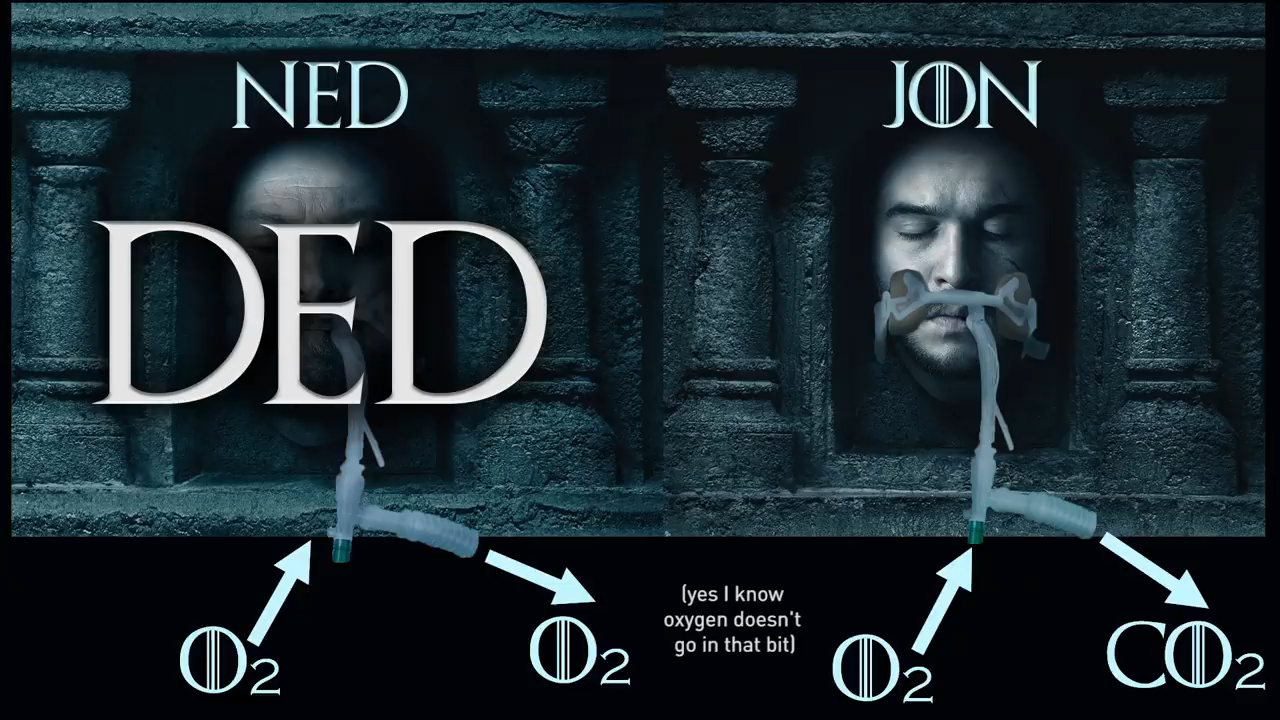 NED
JON
DED
(yes I know
oxygen doesn't
go in that bit)
O2
O2
O2
CO2